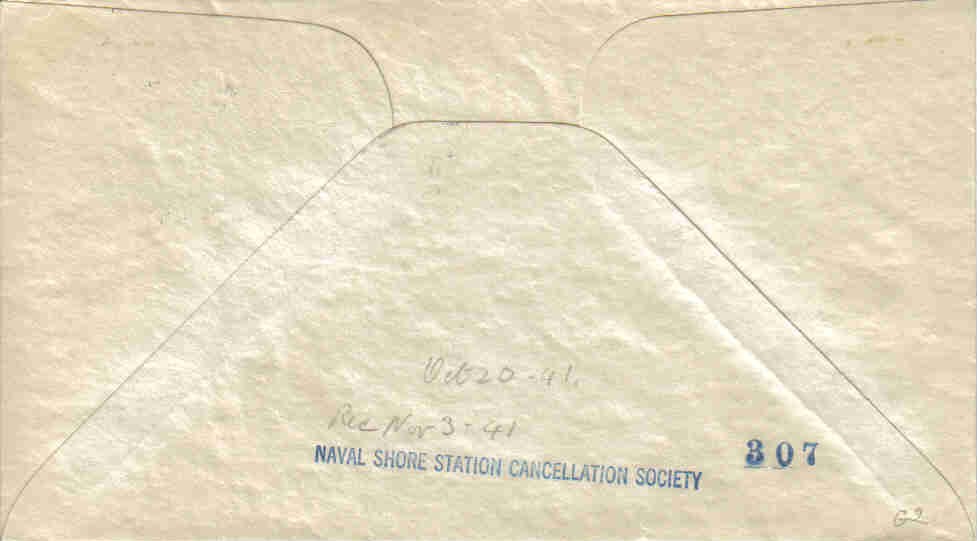 Oct 20-41.
Rec Nov 3-41
NAVAL SHORE STATION CANCELLATION SOCIETY
307
G2